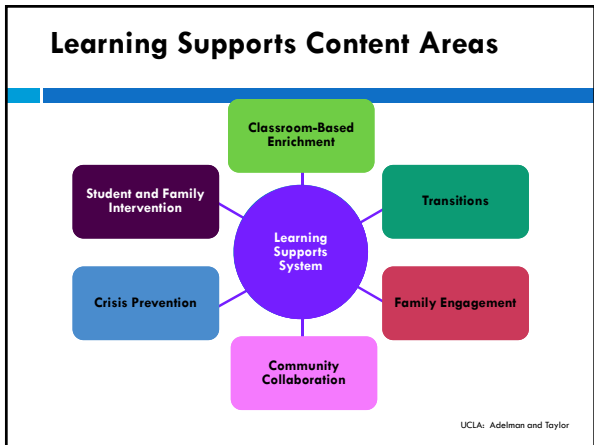 Learning Supports Content Areas
Classroom-Based
Enrichment
Student and Family
Intervention
Transitions
Learning
Supports
System
Crisis Prevention
Family Engagement
Community
Collaboration
UCLA: Adelman and Taylor